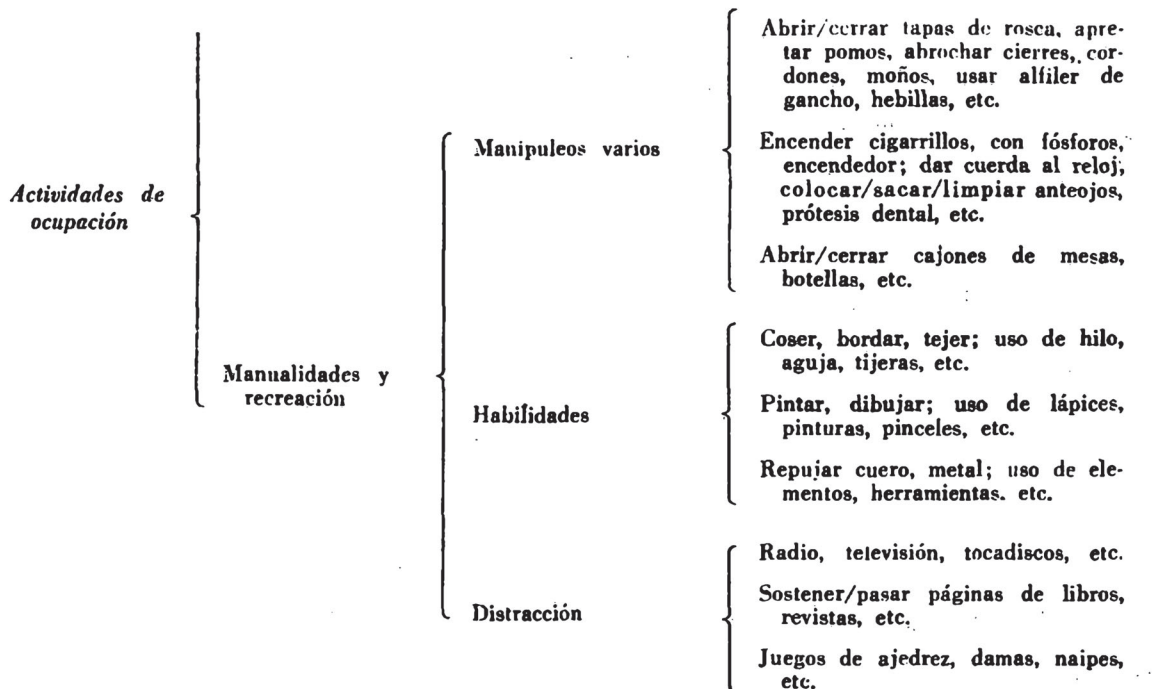 Actividades de
ocupación
Manualidades y
recreación
Manipuleos varios
Abrir/cerrar tapas de rosca, apre-
tar pomos, abrochar cierres, cor-
dones, moños, usar alfiler de
gancho, hebillas, etc.
Encender cigarrillos, con fósforos,
encendedor; dar cuerda al reloj;
colocar/sacar/limpiar anteojos,
prótesis dental, etc.
Abrir/cerrar cajones de mesas,
botellas, etc.
Habilidades
Coser, bordar, tejer; uso de hilo,
aguja, tijeras, etc.
Pintar, dibujar; uso de lápices,
pinturas, pinceles, etc.
Repujar cuero, metal; uso de ele-
mentos, herramientas. etc.
Distracción
Radio, televisión, tocadiscos, etc.
Sostener/pasar páginas de libros,
revistas, etc.
Juegos de ajedrez, damas, naipes,
etc.